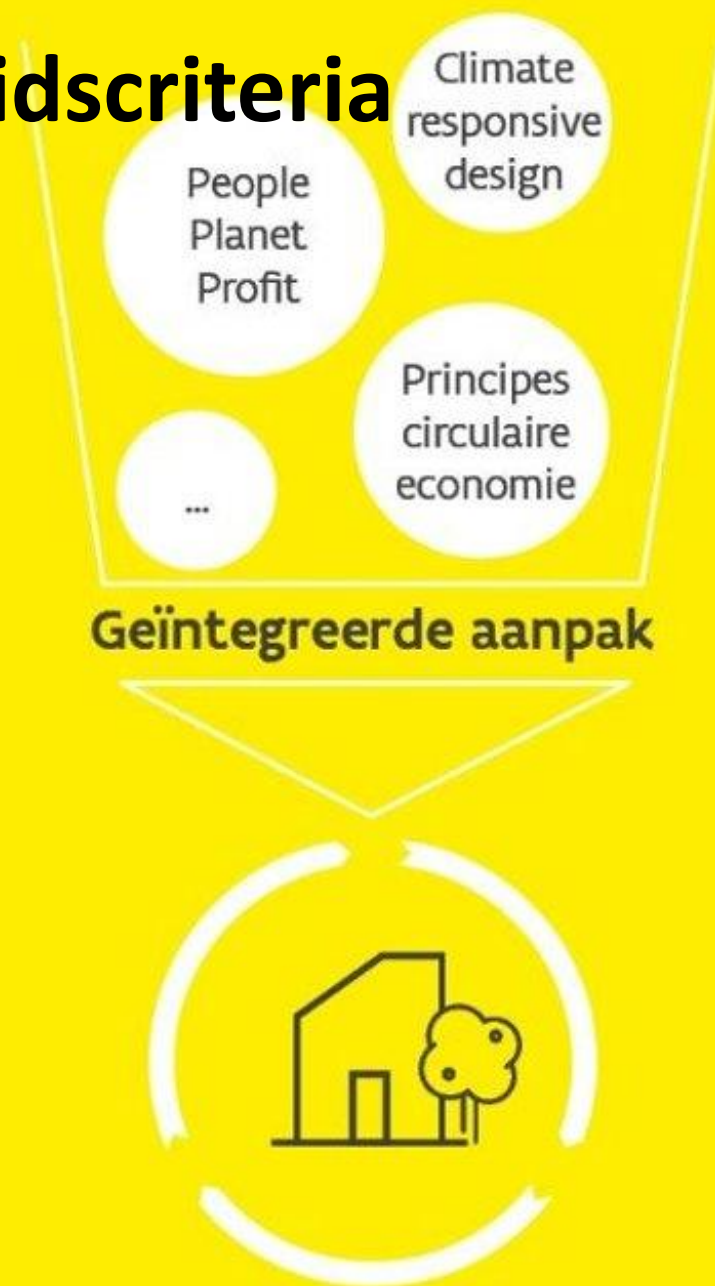 idscriteria
Climate
responsive
design
People
Planet
Profit
Principes
circulaire
economie
...
Geïntegreerde aanpak